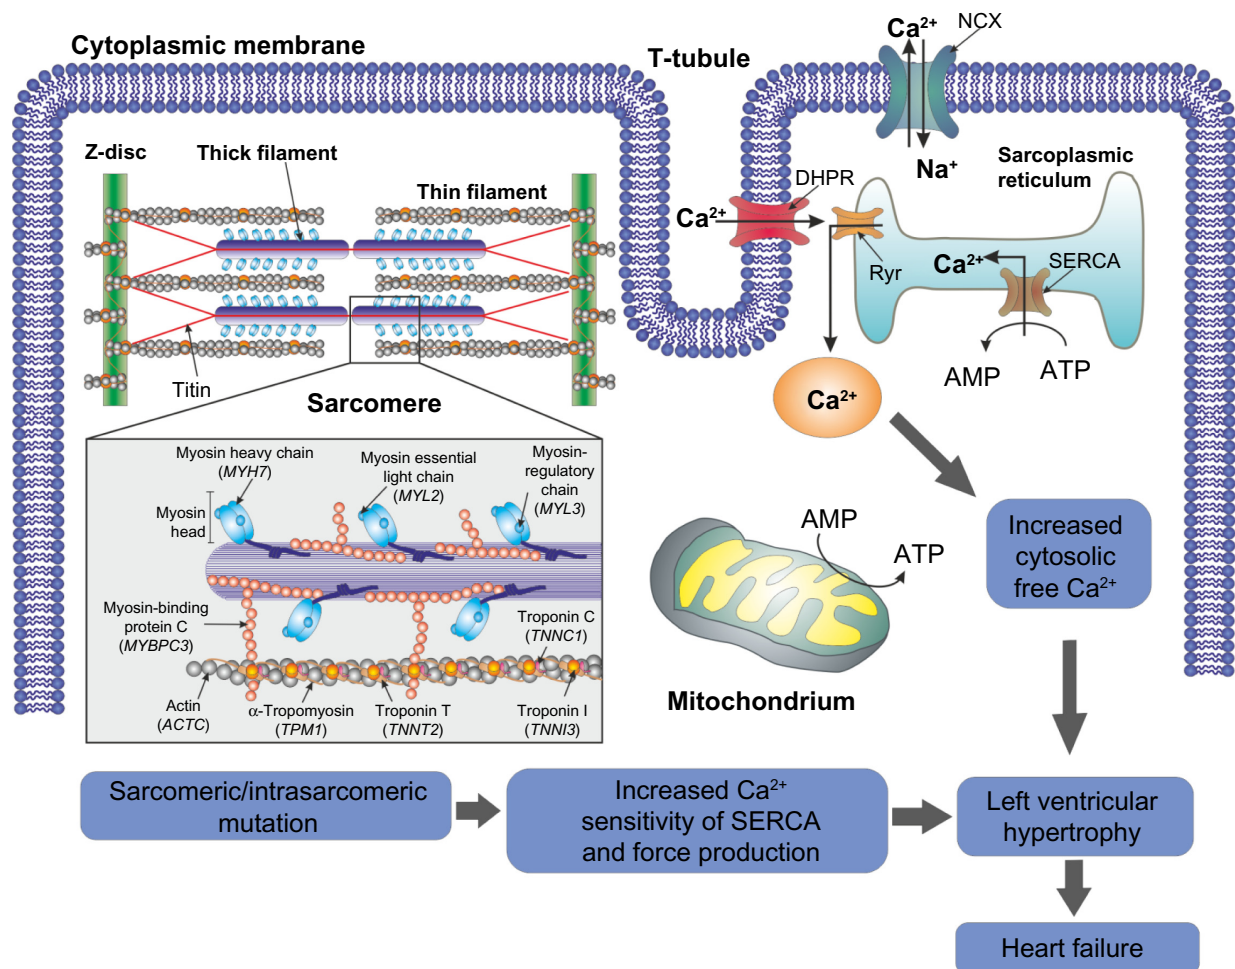 Cytoplasmic membrane
T-tubule
Ca²⁺
NCX
Na⁺
Z-disc
Thick filament
Thin filament
Titin
Sarcomere
DHPR
Ca²⁺
Sarcoplasmic
reticulum
Ryr
Ca²⁺
SERCA
AMP
ATP
Ca²⁺
Myosin heavy chain
(MYH7)
Myosin essential
light chain
(MYL2)
Myosin-
regulatory
chain
(MYL3)
Myosin
head
Myosin-binding
protein C
(MYBPC3)
Troponin C
(TNNC1)
Actin
(ACTC)
α-Tropomyosin
(TPM1)
Troponin T
(TNNT2)
Troponin I
(TNNI3)
AMP
ATP
Mitochondrium
Increased
cytosolic
free Ca²⁺
Sarcomeric/intrasarcomeric
mutation
Increased Ca²⁺
sensitivity of SERCA
and force production
Left ventricular
hypertrophy
Heart failure